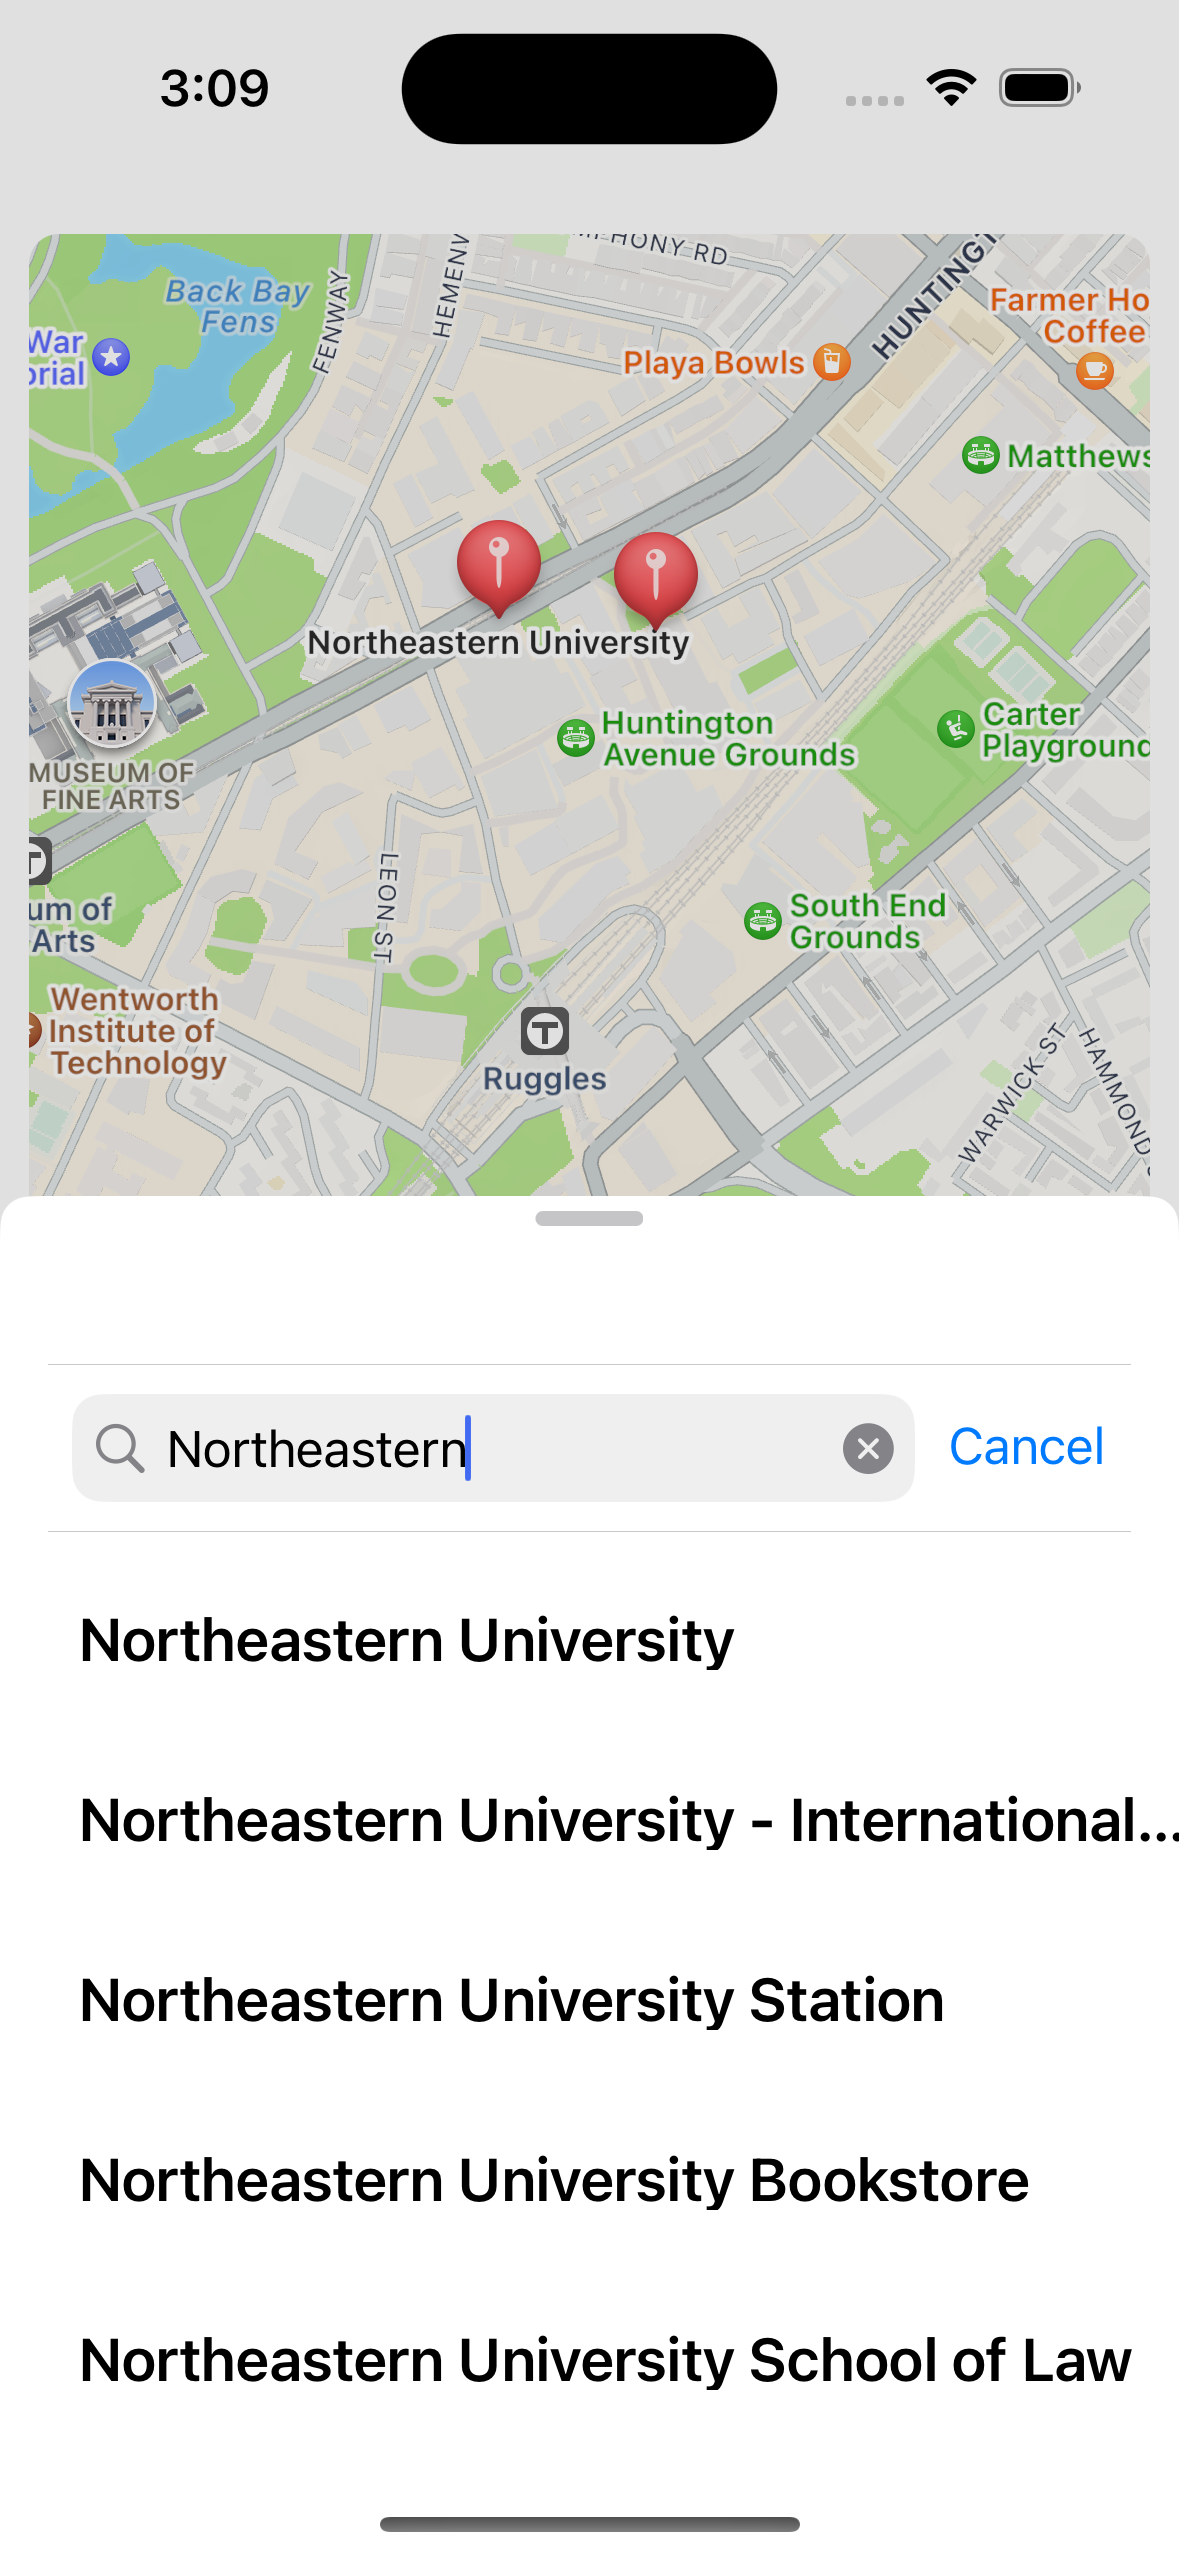 3:09
MPHONY RD
HEMENV
HUNTINGT
Back Bay
Fens
FENWAY
Farmer Ho
Coffee
War
orial
Playa Bowls
Matthews
Northeastern University
Huntington
Avenue Grounds
Carter
Playground
MUSEUM OF
FINE ARTS
T
LEON ST
um of
Arts
South End
Grounds
Wentworth
Institute of
Technology
T
Ruggles
WARWICK ST
HAMMOND
Northeastern
Cancel
Northeastern University
Northeastern University - International...
Northeastern University Station
Northeastern University Bookstore
Northeastern University School of Law